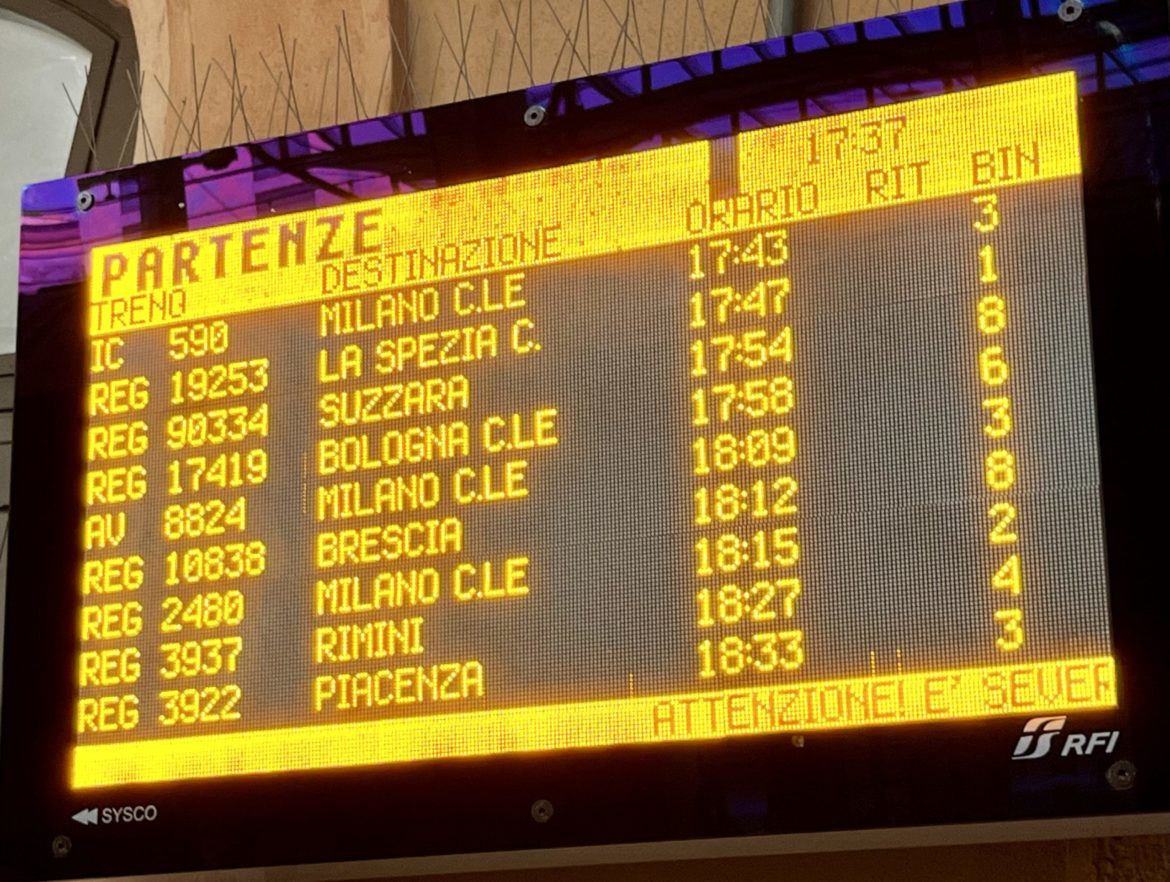 17:37
PARTENZE
TRENO DESTINAZIONE ORARIO RIT BIN
IC 590 MILANO C.LE 17:43 3
REG 19253 LA SPEZIA C. 17:47 1
REG 90334 SUZZARA 17:54 8
REG 17419 BOLOGNA C.LE 17:58 6
AV 8824 MILANO C.LE 18:09 3
REG 10838 BRESCIA 18:12 8
REG 2480 MILANO C.LE 18:15 2
REG 3937 RIMINI 18:27 4
REG 3922 PIACENZA 18:33 3
ATTENZIONE! E' SEVER
RFI
SYSCO